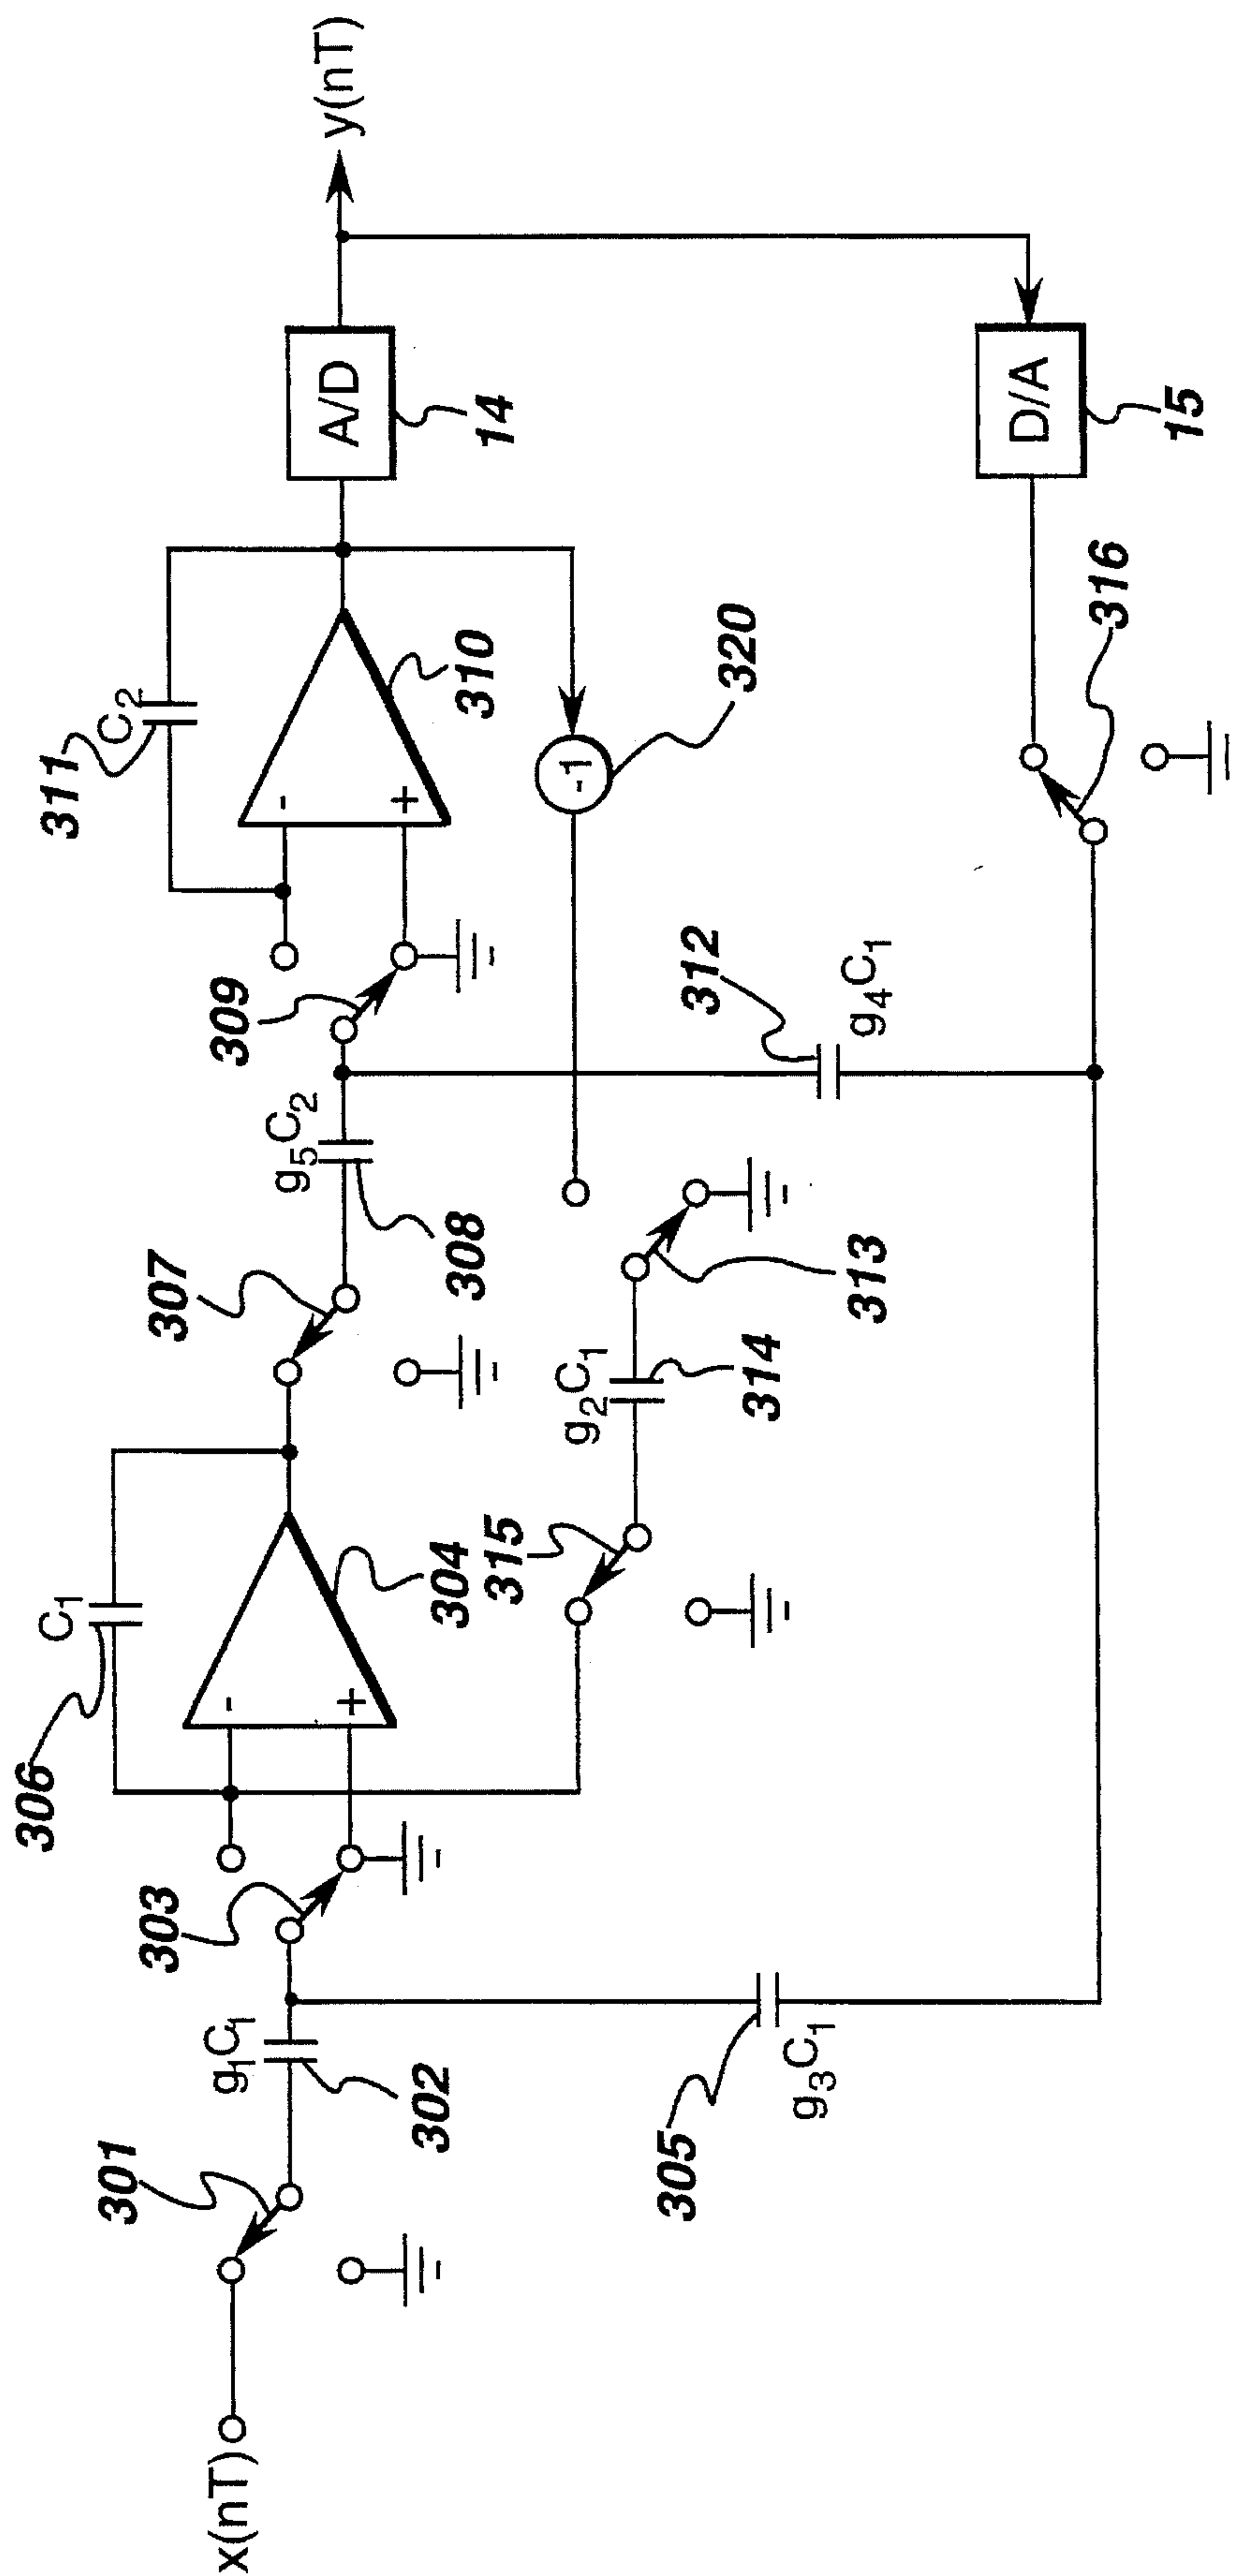 x(nT)
301
g₁C₁
302
303
306
C₁
-
+
304
305
g₃C₁
307
g₅C₂
308
315
g₂C₁
314
313
309
311
C₂
-
+
310
-1
320
312
g₄C₁
A/D
14
y(nT)
D/A
15
316